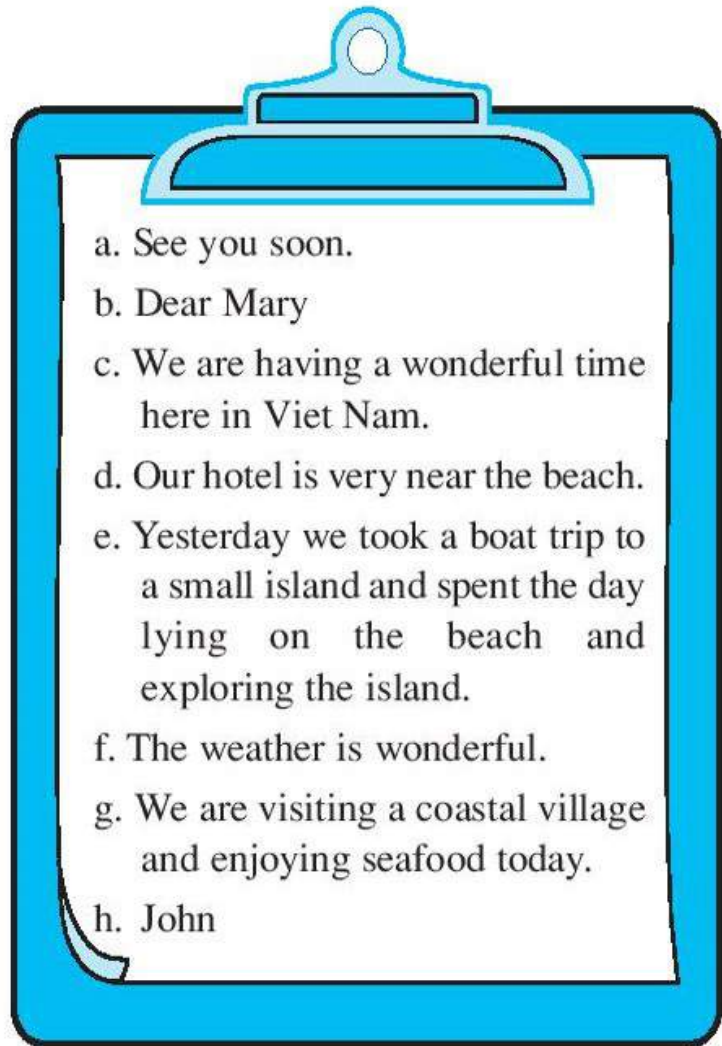 a. See you soon.
b. Dear Mary
c. We are having a wonderful time
here in Viet Nam.
d. Our hotel is very near the beach.
e. Yesterday we took a boat trip to
a small island and spent the day
lying on the beach and
exploring the island.
f. The weather is wonderful.
g. We are visiting a coastal village
and enjoying seafood today.
h. John